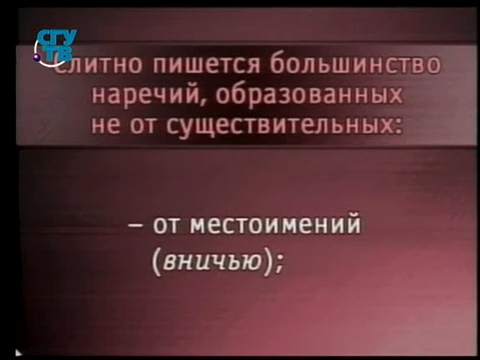 СГУ
ТВ
Слитно пишется большинство
наречий, образованных
не от существительных:
– от местоимений
(вничью);